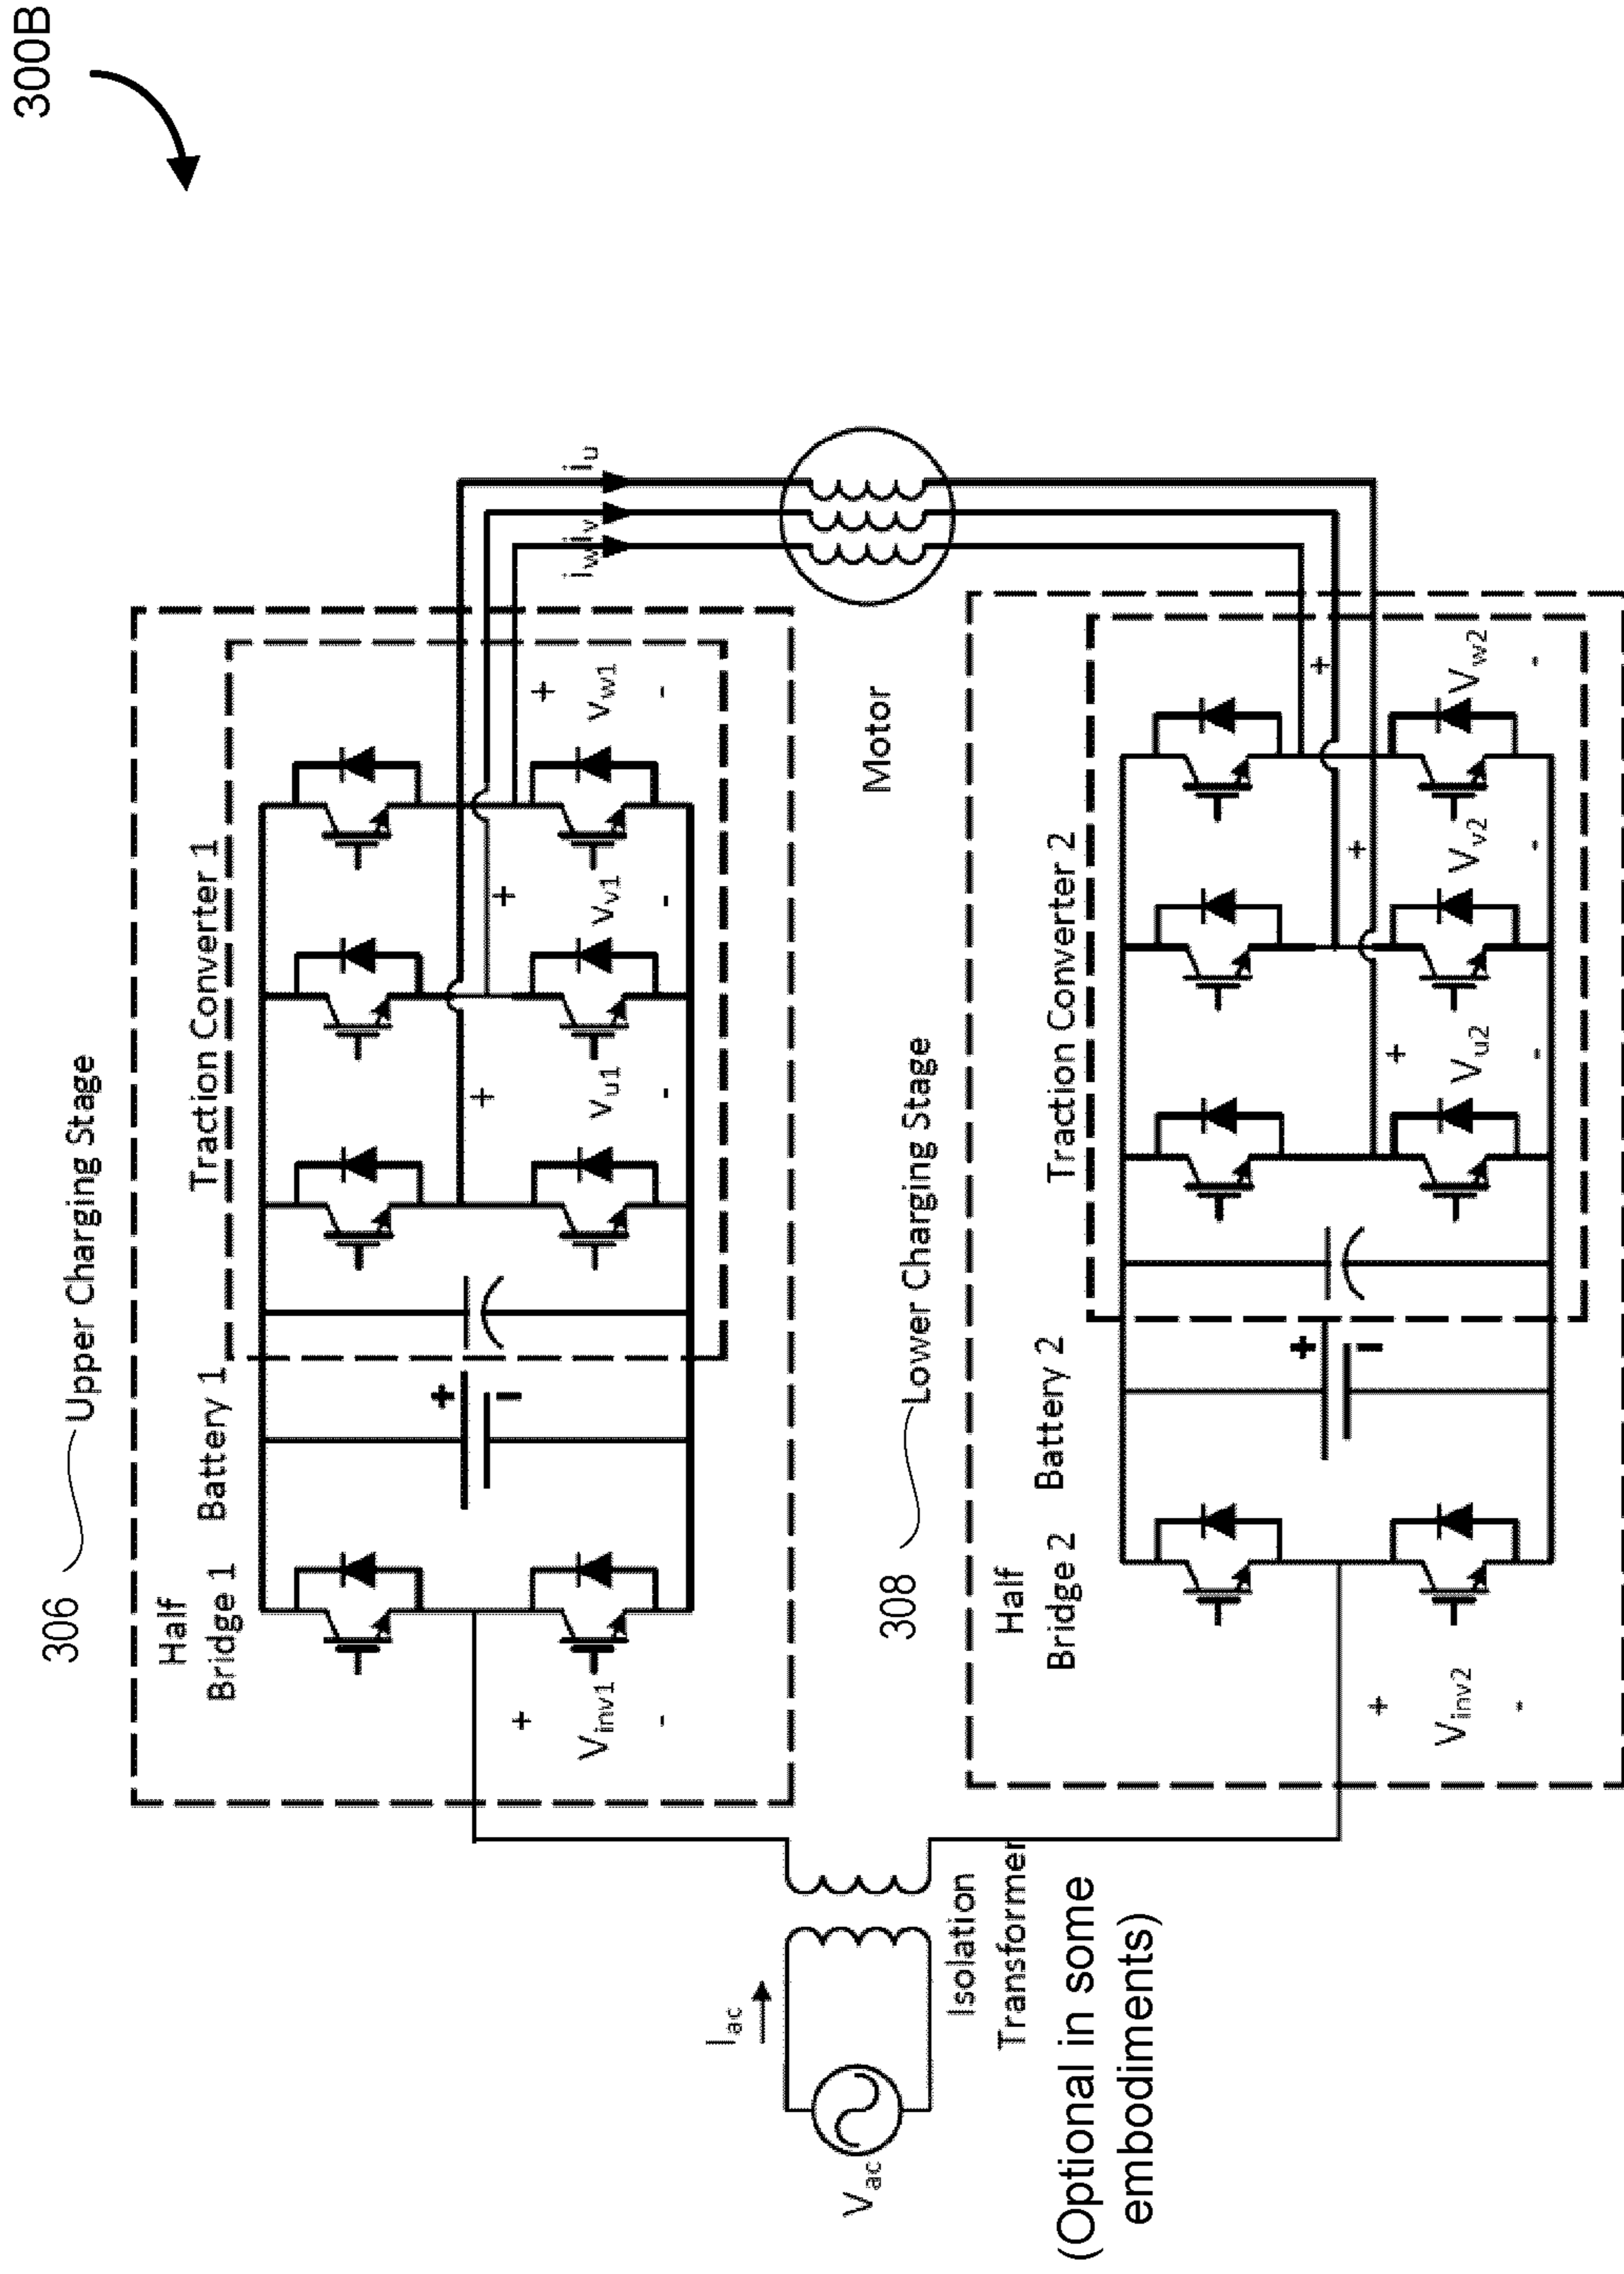 300B
306
Upper Charging Stage
Half
Bridge 1
Battery 1
Traction Converter 1
+
-
Vinv1
+
-
+
Vu1
-
+
Vv1
-
+
Vw1
-
iu
iv
iw
Motor
Iac
Vac
Isolation
Transformer
(Optional in some
embodiments)
308
Lower Charging Stage
Half
Bridge 2
Battery 2
Traction Converter 2
+
-
Vinv2
+
-
+
Vu2
-
+
Vv2
-
+
Vw2
-